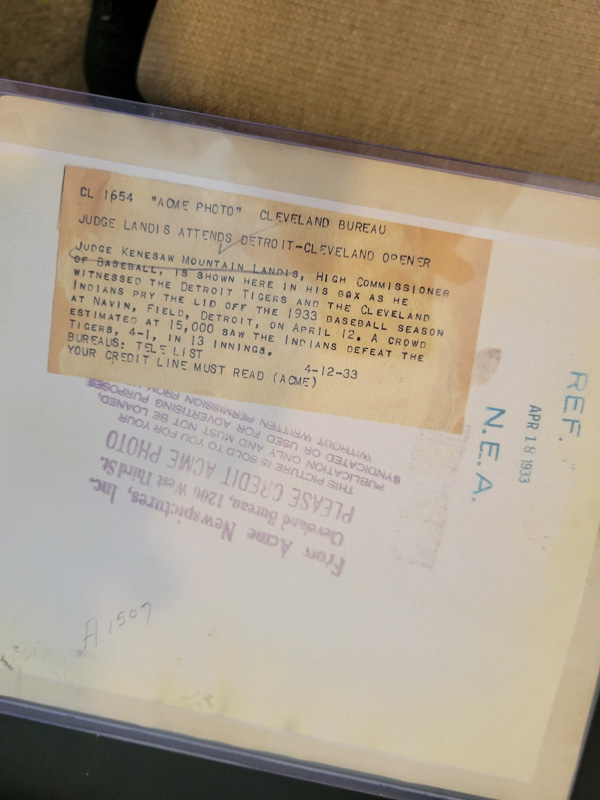 CL 1654 "ACME PHOTO" CLEVELAND BUREAU
JUDGE LANDIS ATTENDS DETROIT-CLEVELAND OPENER
JUDGE KENESAW MOUNTAIN LANDIS, HIGH COMMISSIONER
OF BASEBALL, IS SHOWN HERE IN HIS BOX AS HE
WITNESSED THE DETROIT TIGERS AND THE CLEVELAND
INDIANS PRY THE LID OFF THE 1933 BASEBALL SEASON
AT NAVIN, FIELD, DETROIT, ON APRIL 12. A CROWD
ESTIMATED AT 15,000 SAW THE INDIANS DEFEAT THE
TIGERS, 4-1, IN 13 INNINGS.
BUREAUS: TELE LIST 4-12-33
YOUR CREDIT LINE MUST READ (ACME)
REF.
APR 18 1933
N.E.A.
From Acme Newspictures, Inc.
Cleveland Bureau, 1206 West Third St.
PLEASE CREDIT ACME PHOTO
THIS PICTURE IS SOLD TO YOU FOR YOUR
PUBLICATION ONLY AND MUST NOT BE LOANED,
SYNDICATED OR USED FOR ADVERTISING PURPOSES
WITHOUT WRITTEN PERMISSION FROM
A1507